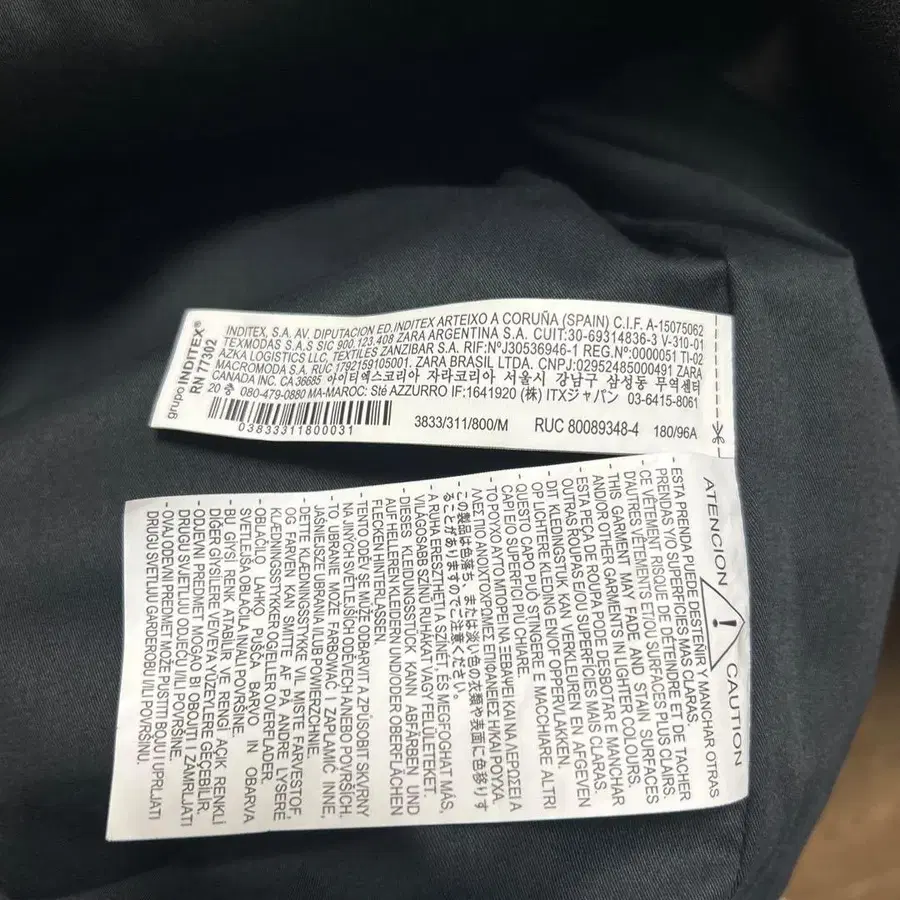 grupoINDITEX®
RN 77302
INDITEX, S.A. AV. DIPUTACION ED. INDITEX ARTEIXO A CORUÑA (SPAIN) C.I.F. A-15075062
TEXMODAS S.A.S SIC 900.123.408 ZARA ARGENTINA S.A. CUIT:30-69314836-3 V-310-01
AZKA LOGISTICS LLC, TEXTILES ZANZIBAR S.A. RIF:NºJ30536946-1 REG.Nº:0000051 TI-02
MACROMODA S.A. RUC 1792159105001. ZARA BRASIL LTDA. CNPJ:02952485000491 ZARA
CANADA INC. CA 36685 아이티엑스코리아 자라코리아 서울시 강남구 삼성동 무역센터
20 층 080-479-0880 MA-MAROC: Sté AZZURRO IF:1641920 (株) ITXジャパン 03-6415-8061
03833311800031
3833/311/800/M RUC 80089348-4 180/96A
ATENCION
CAUTION
ESTA PRENDA PUEDE DESTEÑIR Y MANCHAR OTRAS
PRENDAS Y/O SUPERFICIES MAS CLARAS.
- CE VÊTEMENT RISQUE DE DÉTEINDRE ET DE TACHER
D'AUTRES VÊTEMENTS ET/OU SURFACES PLUS CLAIRS.
- THIS GARMENT MAY FADE AND STAIN SURFACES
AND/OR OTHER GARMENTS IN LIGHTER COLOURS.
- ESTA PEÇA DE ROUPA PODE DESBOTAR E MANCHAR
OUTRAS ROUPAS E/OU SUPERFÍCIES MAIS CLARAS.
- DIT KLEDINGSTUK KAN VERKLEUREN EN AFGEVEN
OP LICHTERE KLEDING EN/OF OPPERVLAKKEN.
- QUESTO CAPO PUÒ STINGERE E MACCHIARE ALTRI
CAPI E/O SUPERFICI PIÙ CHIARE.
- ΤΟ ΡΟΥΧΟ ΑΥΤΟ ΜΠΟΡΕΙ ΝΑ ΞΕΒΑΨΕΙ ΚΑΙ ΝΑ ΛΕΡΩΣΕΙ ΑΛΛΕΣ ΠΙΟ ΑΝΟΙΧΤΟΧΡΩΜΕΣ ΕΠΙΦΑΝΕΙΕΣ Ή/ΚΑΙ ΡΟΥΧΑ.
- この製品は色落ち、または淡い色の衣類や表面に色移りす
ることがありますのでご注意ください。
- A RUHA ERESZTHETI A SZINÉT, ÉS MEGFOGHAT MÁS,
VILÁGOSABB SZÍNŰ RUHÁKAT VAGY FELÜLETEKET.
- DIESES KLEIDUNGSSTÜCK KANN ABFÄRBEN UND
AUF HELLEREN KLEIDERN UND/ODER OBERFLÄCHEN
FLECKEN HINTERLASSEN.
- TENTO ODĚV SE MŮŽE ODBARVIT A ZPŮSOBIT SKVRNY
NA JINÝCH SVĚTLEJŠÍCH ODĚVECH A/NEBO POVRŠÍCH.
- TO UBRANIE MOŻE FARBOWAĆ I ZAPLAMIĆ INNE,
JAŚNIEJSZE UBRANIA I/LUB POWIERZCHNIE.
- DETTE KLÆDNINGSSTYKKE VIL MISTE FARVESTOF,
OG FARVEN KAN SMITTE AF PÅ ANDRE LYSERE
KLÆDNINGSSTYKKER OG/ELLER OVERFLADER.
- OBLAČILO LAHKO PUŠČA BARVO IN OBARVA
SVETLEJŠA OBLAČILA IN/ALI POVRŠINE.
- BU GİYSİ RENK ATABİLİR VE RENGİ AÇIK RENKLİ
DİĞER GİYSİLERE VE/VEYA YÜZEYLERE GEÇEBİLİR.
- ODJEVNI PREDMET MOGAO BI OBOJITI I ZAMRLJATI
DRUGU SVJETLIJU ODJEĆU I/ILI POVRŠINU.
- OVAJ ODEVNI PREDMET MOŽE PUSTITI BOJU I UPRLJATI
DRUGU SVETLIJU GARDEROBU I/ILI POVRŠINU.